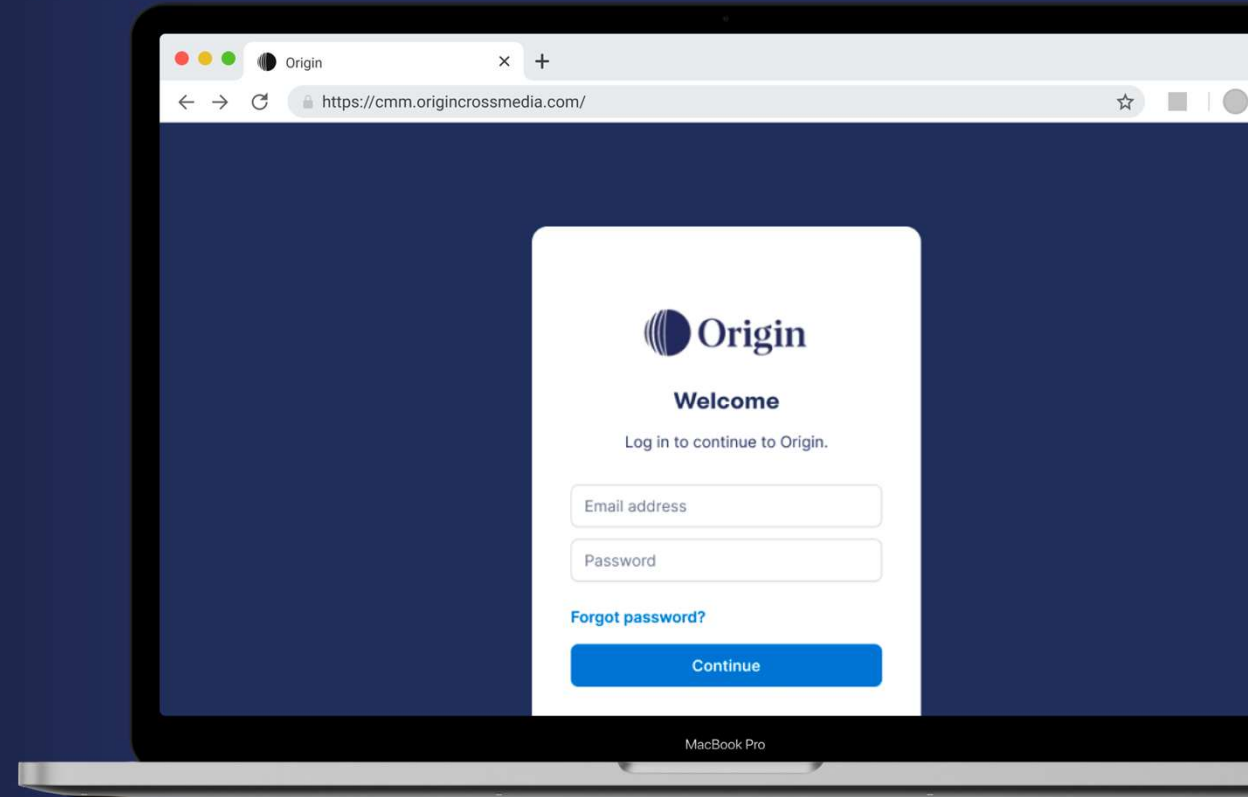 Origin
https://cmm.origincrossmedia.com/
Origin
Welcome
Log in to continue to Origin.
Email address
Password
Forgot password?
Continue
MacBook Pro